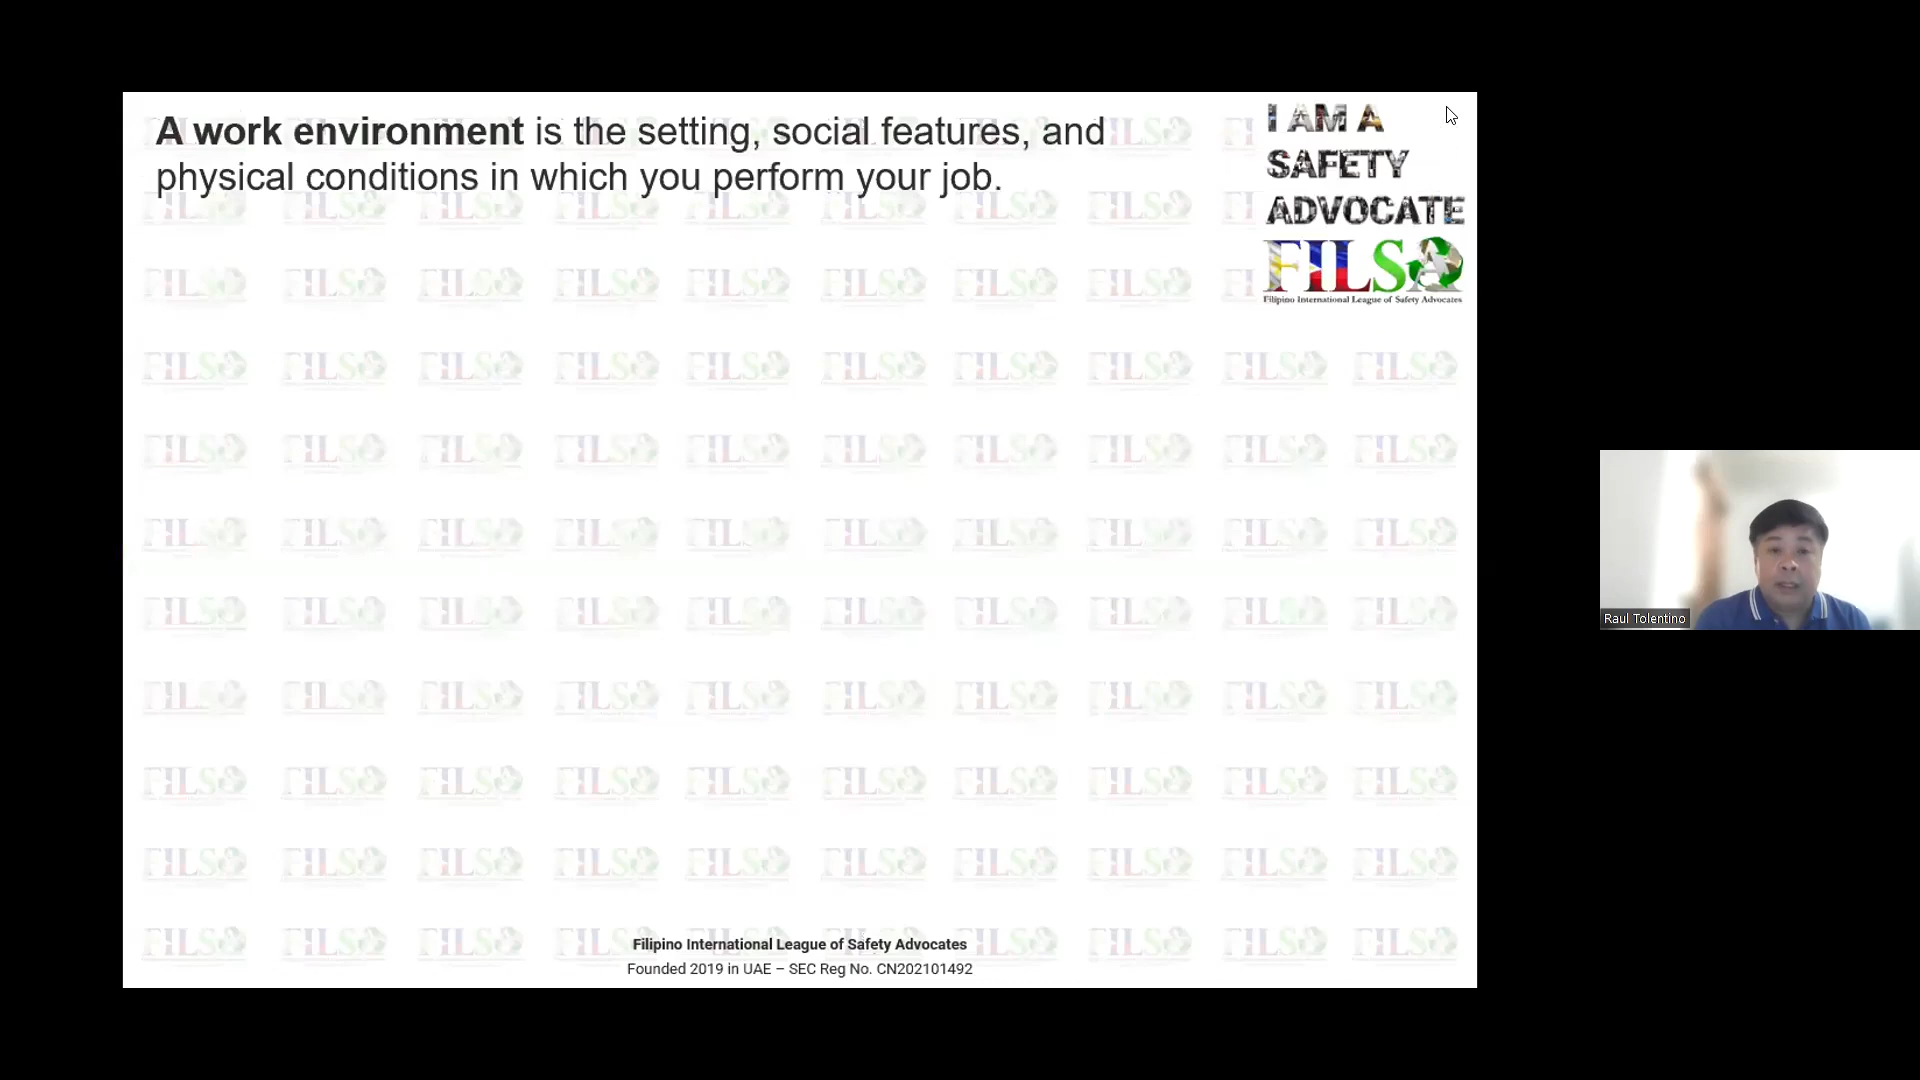 A work environment is the setting, social features, and
physical conditions in which you perform your job.
I AM A
SAFETY
ADVOCATE
FILSA
Filipino International League of Safety Advocates
Raul Tolentino
Filipino International League of Safety Advocates
Founded 2019 in UAE – SEC Reg No. CN202101492